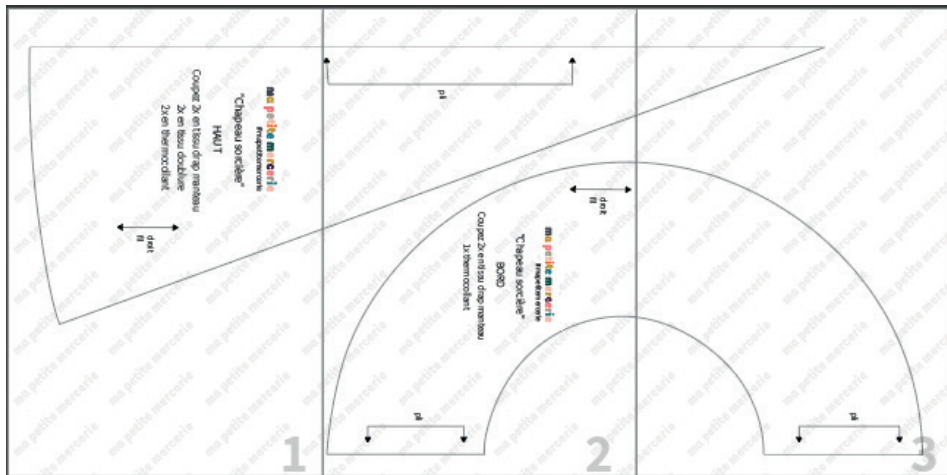 ma petite mercerie
#mapetitemercerie
"Chapeau sorcière"
HAUT
Coupez 2x en tissu drap manteau
2x en tissu doublure
2x en thermocollant
droit
fil
1
pli
droit
fil
ma petite mercerie
#mapetitemercerie
"Chapeau sorcière"
BORD
Coupez 2x en tissu drap manteau
1x thermocollant
pli
2
pli
3